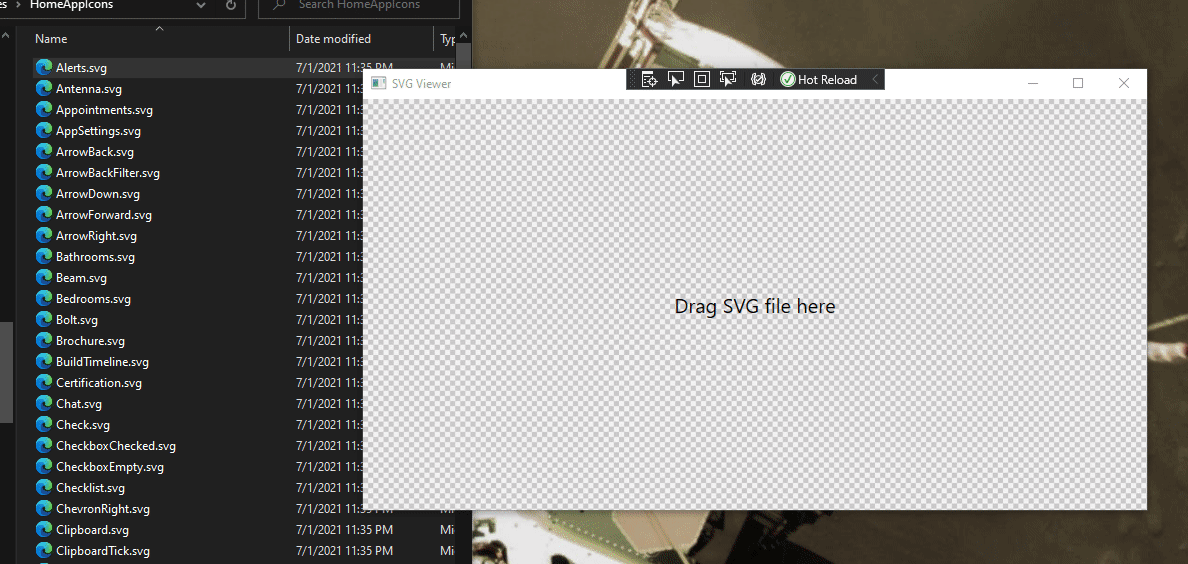 es > HomeAppIcons
Search HomeAppIcons
Name
Date modified
Alerts.svg 7/1/2021 11:35 PM
Antenna.svg 7/1/2021 11:3
Appointments.svg 7/1/2021 11:3
AppSettings.svg 7/1/2021 11:3
ArrowBack.svg 7/1/2021 11:3
ArrowBackFilter.svg 7/1/2021 11:3
ArrowDown.svg 7/1/2021 11:3
ArrowForward.svg 7/1/2021 11:3
ArrowRight.svg 7/1/2021 11:3
Bathrooms.svg 7/1/2021 11:3
Beam.svg 7/1/2021 11:3
Bedrooms.svg 7/1/2021 11:3
Bolt.svg 7/1/2021 11:3
Brochure.svg 7/1/2021 11:3
BuildTimeline.svg 7/1/2021 11:3
Certification.svg 7/1/2021 11:3
Chat.svg 7/1/2021 11:3
Check.svg 7/1/2021 11:3
CheckboxChecked.svg 7/1/2021 11:3
CheckboxEmpty.svg 7/1/2021 11:3
Checklist.svg 7/1/2021 11:3
ChevronRight.svg 7/1/2021 11:35 PM
Clipboard.svg 7/1/2021 11:35 PM Mi
ClipboardTick.svg 7/1/2021 11:35 PM Mi
SVG Viewer
Hot Reload
Drag SVG file here